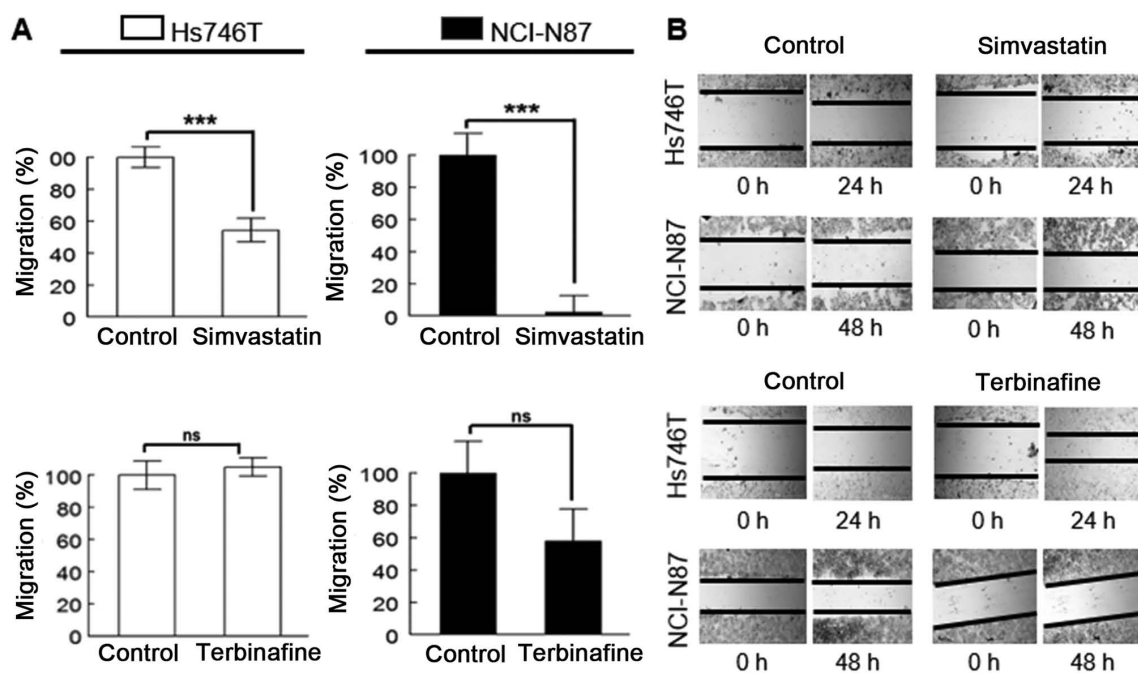 A
Hs746T
NCI-N87
***
***
Migration (%)
00
80
60
40
20
0
Control Simvastatin
Migration (%)
100
80
60
40
20
0
Control Simvastatin
ns
ns
Migration (%)
100
80
60
40
20
00
Control Terbinafine
Migration (%)
100
80
60
40
20
0
Control Terbinafine
B
Control Simvastatin
Hs746T
0 h 24 h 0 h 24 h
NCI-N87
0 h 48 h 0 h 48 h
Control Terbinafine
Hs746T
0 h 24 h 0 h 24 h
NCI-N87
0 h 48 h 0 h 48 h